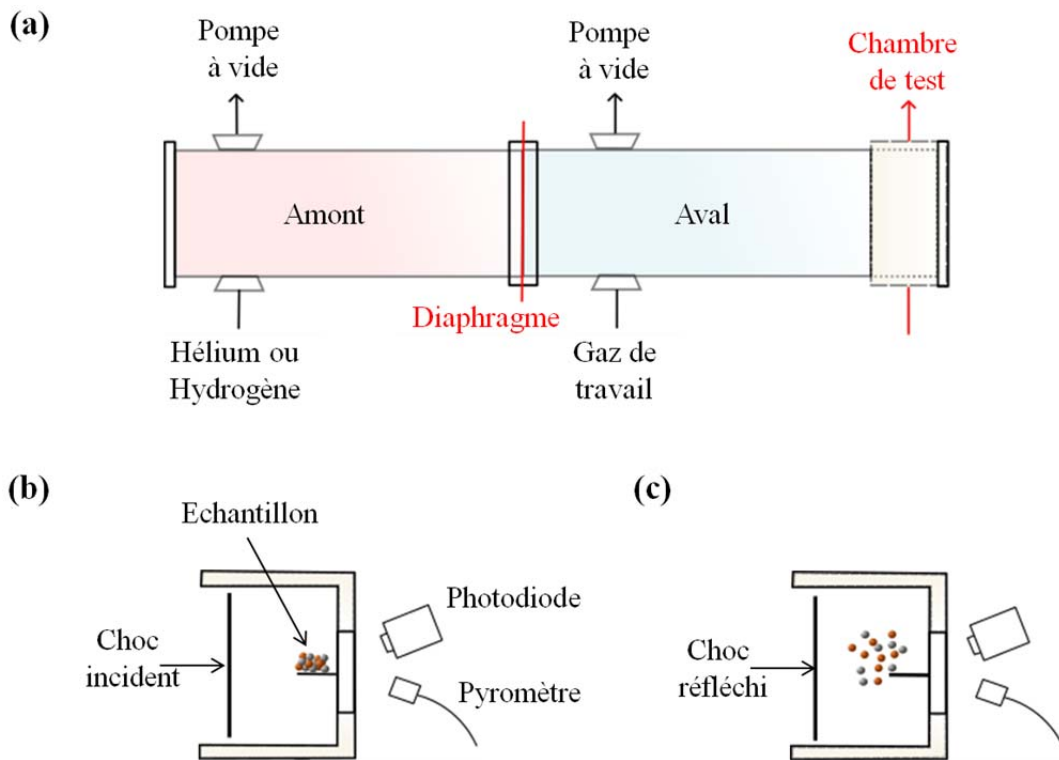 (a)
Pompe
à vide
Pompe
à vide
Chambre
de test
Amont
Aval
Diaphragme
Hélium ou
Hydrogène
Gaz de
travail
(b)
Echantillon
Photodiode
Choc
incident
Pyromètre
(c)
Choc
réfléchi